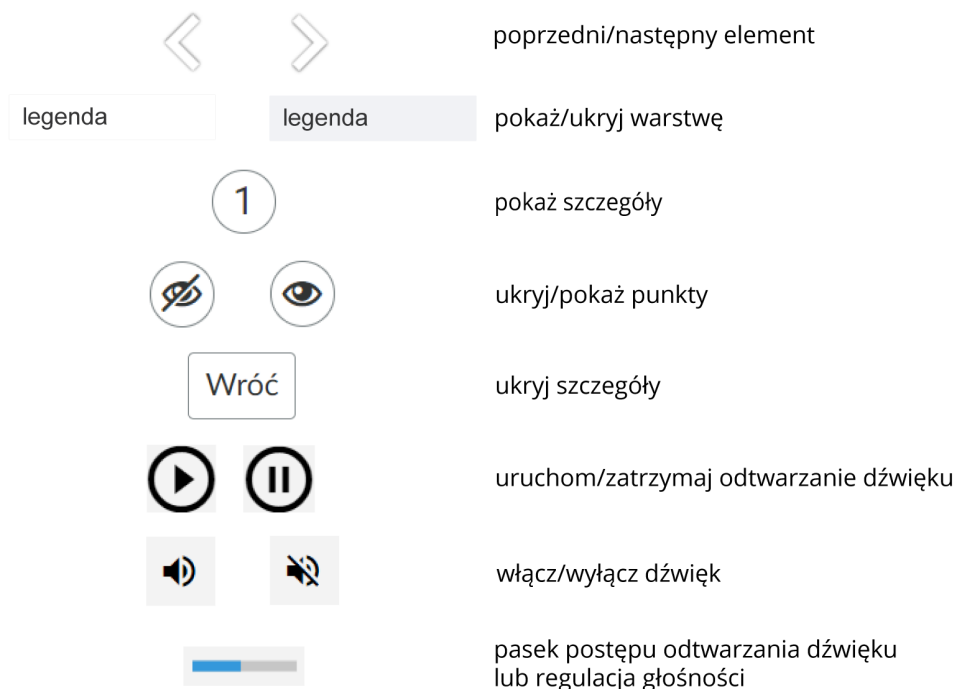 poprzedni/następny element
legenda legenda pokaż/ukryj warstwę
1 pokaż szczegóły
ukryj/pokaż punkty
Wróć ukryj szczegóły
uruchom/zatrzymaj odtwarzanie dźwięku
włącz/wyłącz dźwięk
pasek postępu odtwarzania dźwięku
lub regulacja głośności